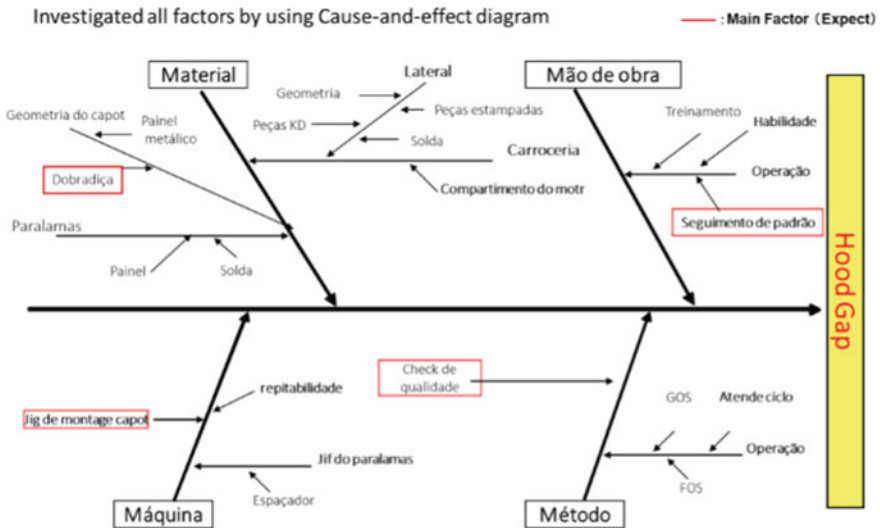 Investigated all factors by using Cause-and-effect diagram
: Main Factor (Expect)
Material
Mão de obra
Lateral
Geometria
Peças estampadas
Peças KD
Solda
Carroceria
Compartimento do motr
Geometria do capot
Painel
metálico
Dobradiça
Paralamas
Painel
Solda
Treinamento
Habilidade
Operação
Seguimento de padrão
Hood Gap
Check de
qualidade
repitabilidade
Jig de montage capot
Jif do paralamas
Espaçador
GOS
Atende ciclo
Operação
FOS
Máquina
Método